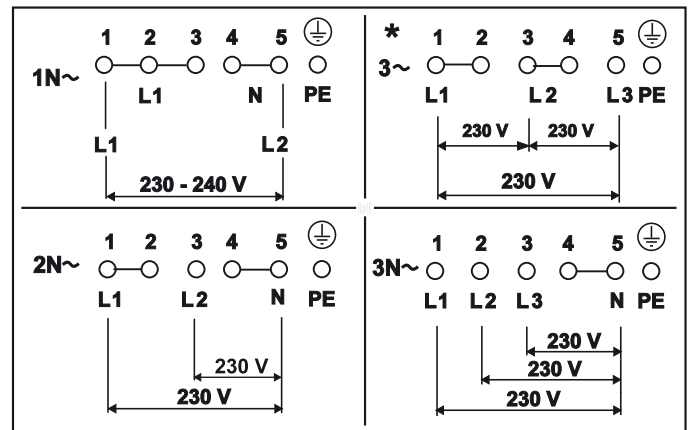 1 2 3 4 5
1N~
L1 N PE
L1 L2
230 - 240 V
*
1 2 3 4 5
3~
L1 L2 L3 PE
230 V 230 V
230 V
1 2 3 4 5
2N~
L1 L2 N PE
230 V
230 V
1 2 3 4 5
3N~
L1 L2 L3 N PE
230 V
230 V
230 V